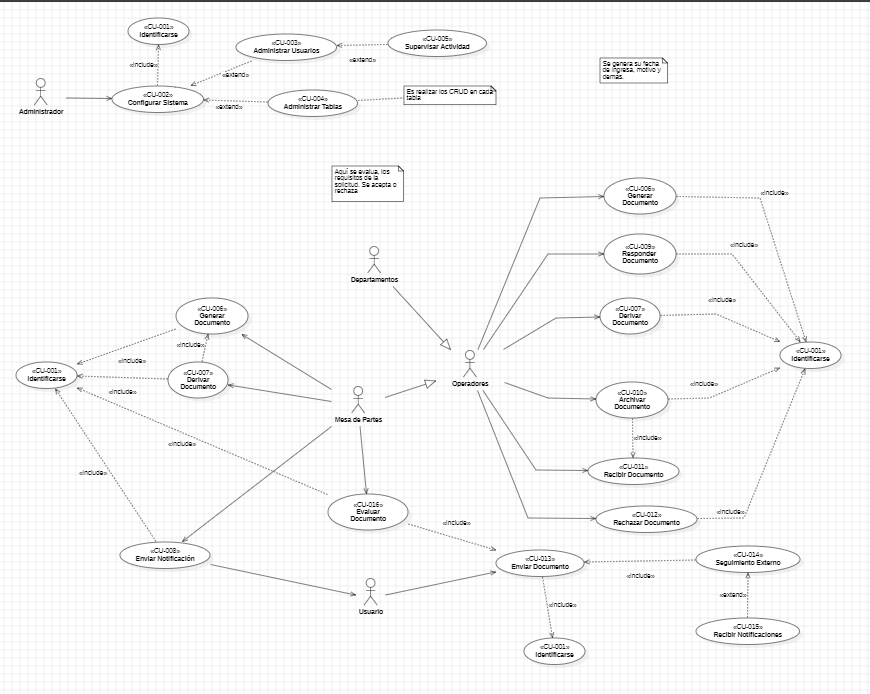 «CU-001»
Identificarse
«include»
Administrador
«CU-002»
Configurar Sistema
«CU-003»
Administrar Usuarios
«extend»
«CU-005»
Supervisar Actividad
«extend»
«CU-004»
Administrar Tablas
«extend»
Es realizar los CRUD en cada
tabla
Se genera su fecha
de ingresa, motivo y
demás.
Aquí se evalua, los
requisitos de la
solicitud. Se acepta o
rechaza
Departamentos
Operadores
Mesa de Partes
«CU-006»
Generar
Documento
«include»
«CU-009»
Responder
Documento
«include»
«CU-007»
Derivar
Documento
«include»
«CU-001»
Identificarse
«CU-010»
Archivar
Documento
«include»
«include»
«CU-011»
Recibir Documento
«CU-012»
Rechazar Documento
«include»
«CU-006»
Generar
Documento
«include»
«include»
«CU-001»
Identificarse
«CU-007»
Derivar
Documento
«include»
«include»
«include»
«CU-016»
Evaluar
Documento
«include»
«CU-008»
Enviar Notificación
Usuario
«CU-013»
Enviar Documento
«include»
«CU-014»
Seguimiento Externo
«extend»
«include»
«CU-015»
Recibir Notificaciones
«CU-001»
Identificarse